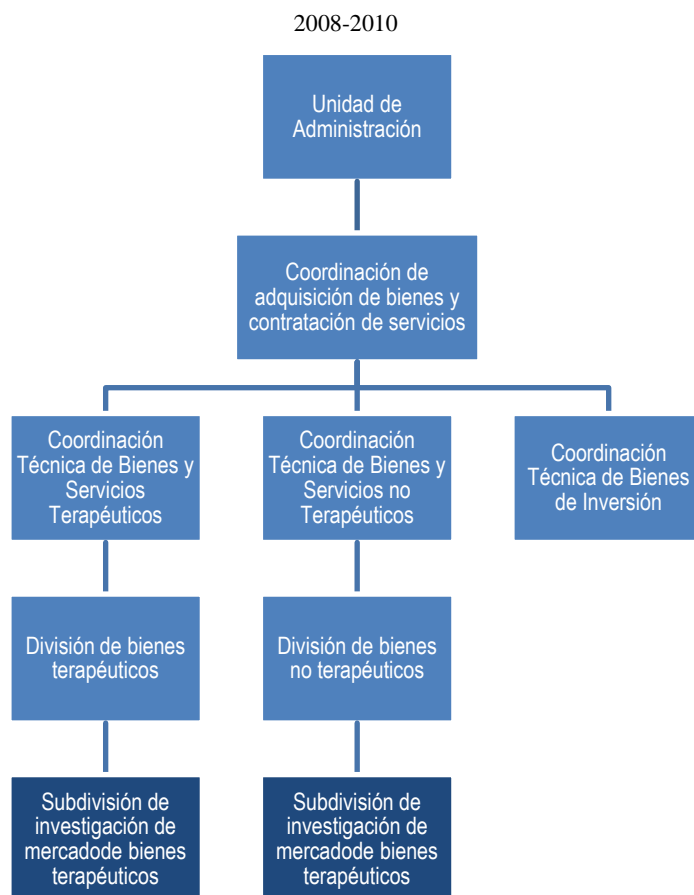 2008-2010
Unidad de
Administración
Coordinación de
adquisición de bienes y
contratación de servicios
Coordinación
Técnica de Bienes y
Servicios
Terapéuticos
Coordinación
Técnica de Bienes y
Servicios no
Terapéuticos
Coordinación
Técnica de Bienes
de Inversión
División de bienes
terapéuticos
División de bienes
no terapéuticos
Subdivisión de
investigación de
mercadode bienes
terapéuticos
Subdivisión de
investigación de
mercadode bienes
terapéuticos